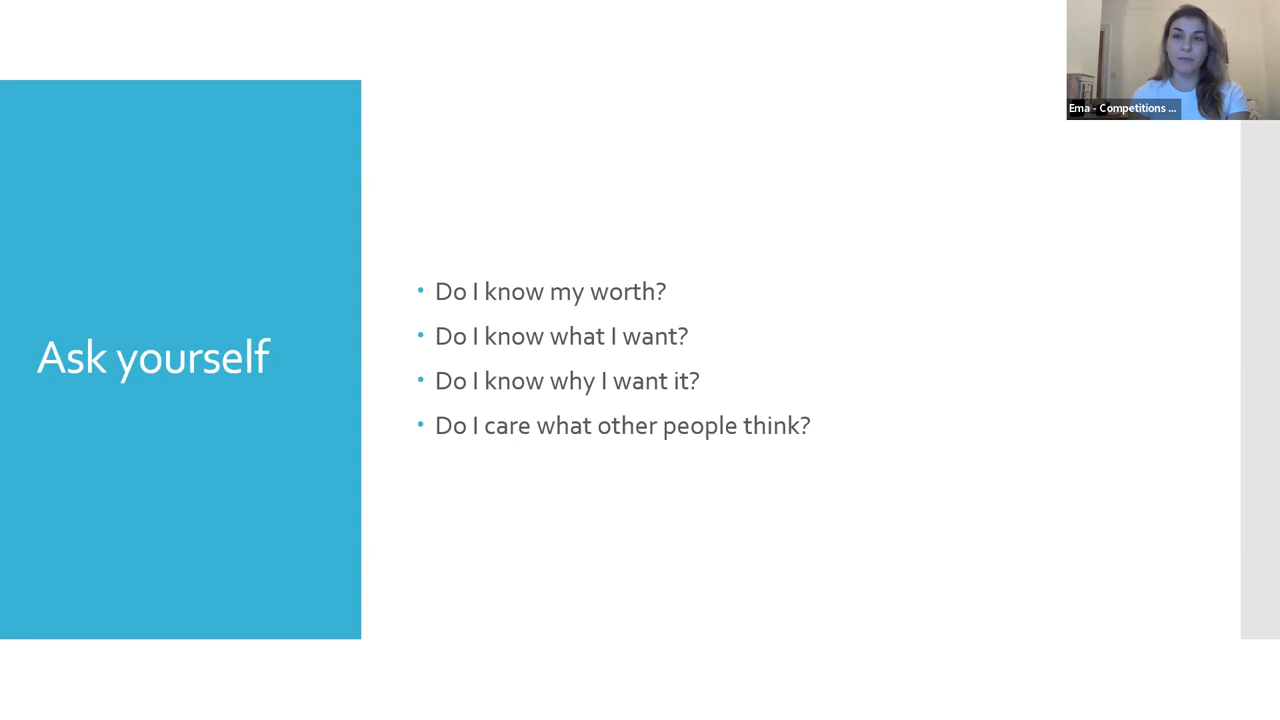 Ema - Competitions ...
Ask yourself
• Do I know my worth?
• Do I know what I want?
• Do I know why I want it?
• Do I care what other people think?